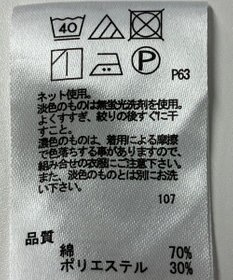 40
P
P63
ネット使用。
淡色のものは無蛍光洗剤を使用。
よくすすぎ、絞りの後すぐに干
すこと。
濃色のものは、着用による摩擦
で色落ちする事がありますので、
組み合せの衣服にご注意下さい。
また、淡色のものとは別にお洗
い下さい。
107
品質
綿 70%
ポリエステル 30%